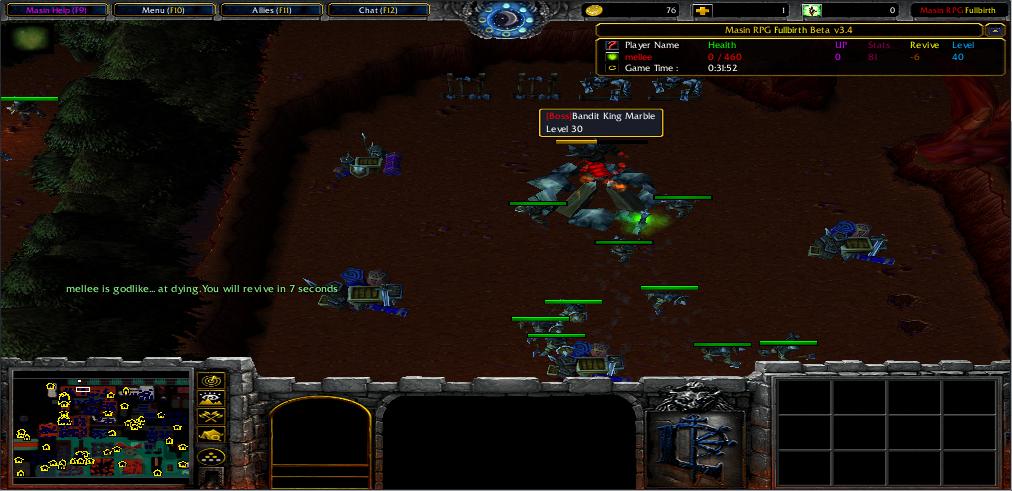 Masin Help (F9)
Menu (F10)
Allies (F11)
Chat (F12)
76
1
0
Masin RPG Fullbirth
Masin RPG Fullbirth Beta v3.4
Player Name Health UP Stats Revive Level
mellee 0 / 460 0 81 -6 40
Game Time : 0:31:52
[Boss]Bandit King Marble
Level 30
mellee is godlike... at dying.You will revive in 7 seconds